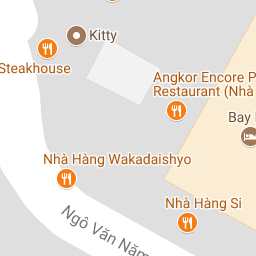 Kitty
Steakhouse
Angkor Encore P
Restaurant (Nhà
Bay
Nhà Hàng Wakadaishyo
Nhà Hàng Si
Ngô Văn Năm